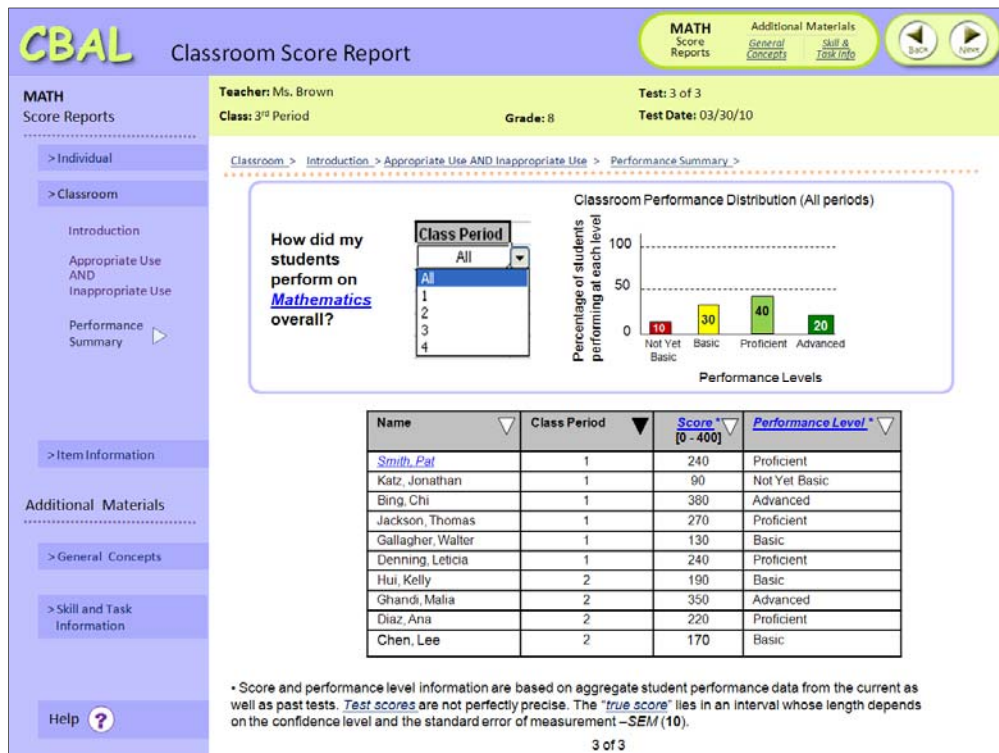 CBAL Classroom Score Report
MATH
Score
Reports
Additional Materials
General
Concepts
Skill &
Task Info
Back
Next
MATH
Score Reports
> Individual
> Classroom
Introduction
Appropriate Use
AND
Inappropriate Use
Performance
Summary
> Item Information
Additional Materials
> General Concepts
> Skill and Task
Information
Help ?
Teacher: Ms. Brown
Test: 3 of 3
Class: 3rd Period
Grade: 8
Test Date: 03/30/10
Classroom > Introduction > Appropriate Use AND Inappropriate Use > Performance Summary >
How did my
students
perform on
Mathematics
overall?
Class Period
All
All
1
2
3
4
Classroom Performance Distribution (All periods)
Percentage of students
performing at each level
100
50
0
10
30
40
20
Not Yet
Basic
Basic
Proficient
Advanced
Performance Levels
Name Class Period Score * [0 - 400] Performance Level *
Smith, Pat 1 240 Proficient
Katz, Jonathan 1 90 Not Yet Basic
Bing, Chi 1 380 Advanced
Jackson, Thomas 1 270 Proficient
Gallagher, Walter 1 130 Basic
Denning, Leticia 1 240 Proficient
Hui, Kelly 2 190 Basic
Ghandi, Malia 2 350 Advanced
Diaz, Ana 2 220 Proficient
Chen, Lee 2 170 Basic
• Score and performance level information are based on aggregate student performance data from the current as
well as past tests. Test scores are not perfectly precise. The "true score" lies in an interval whose length depends
on the confidence level and the standard error of measurement –SEM (10).
3 of 3